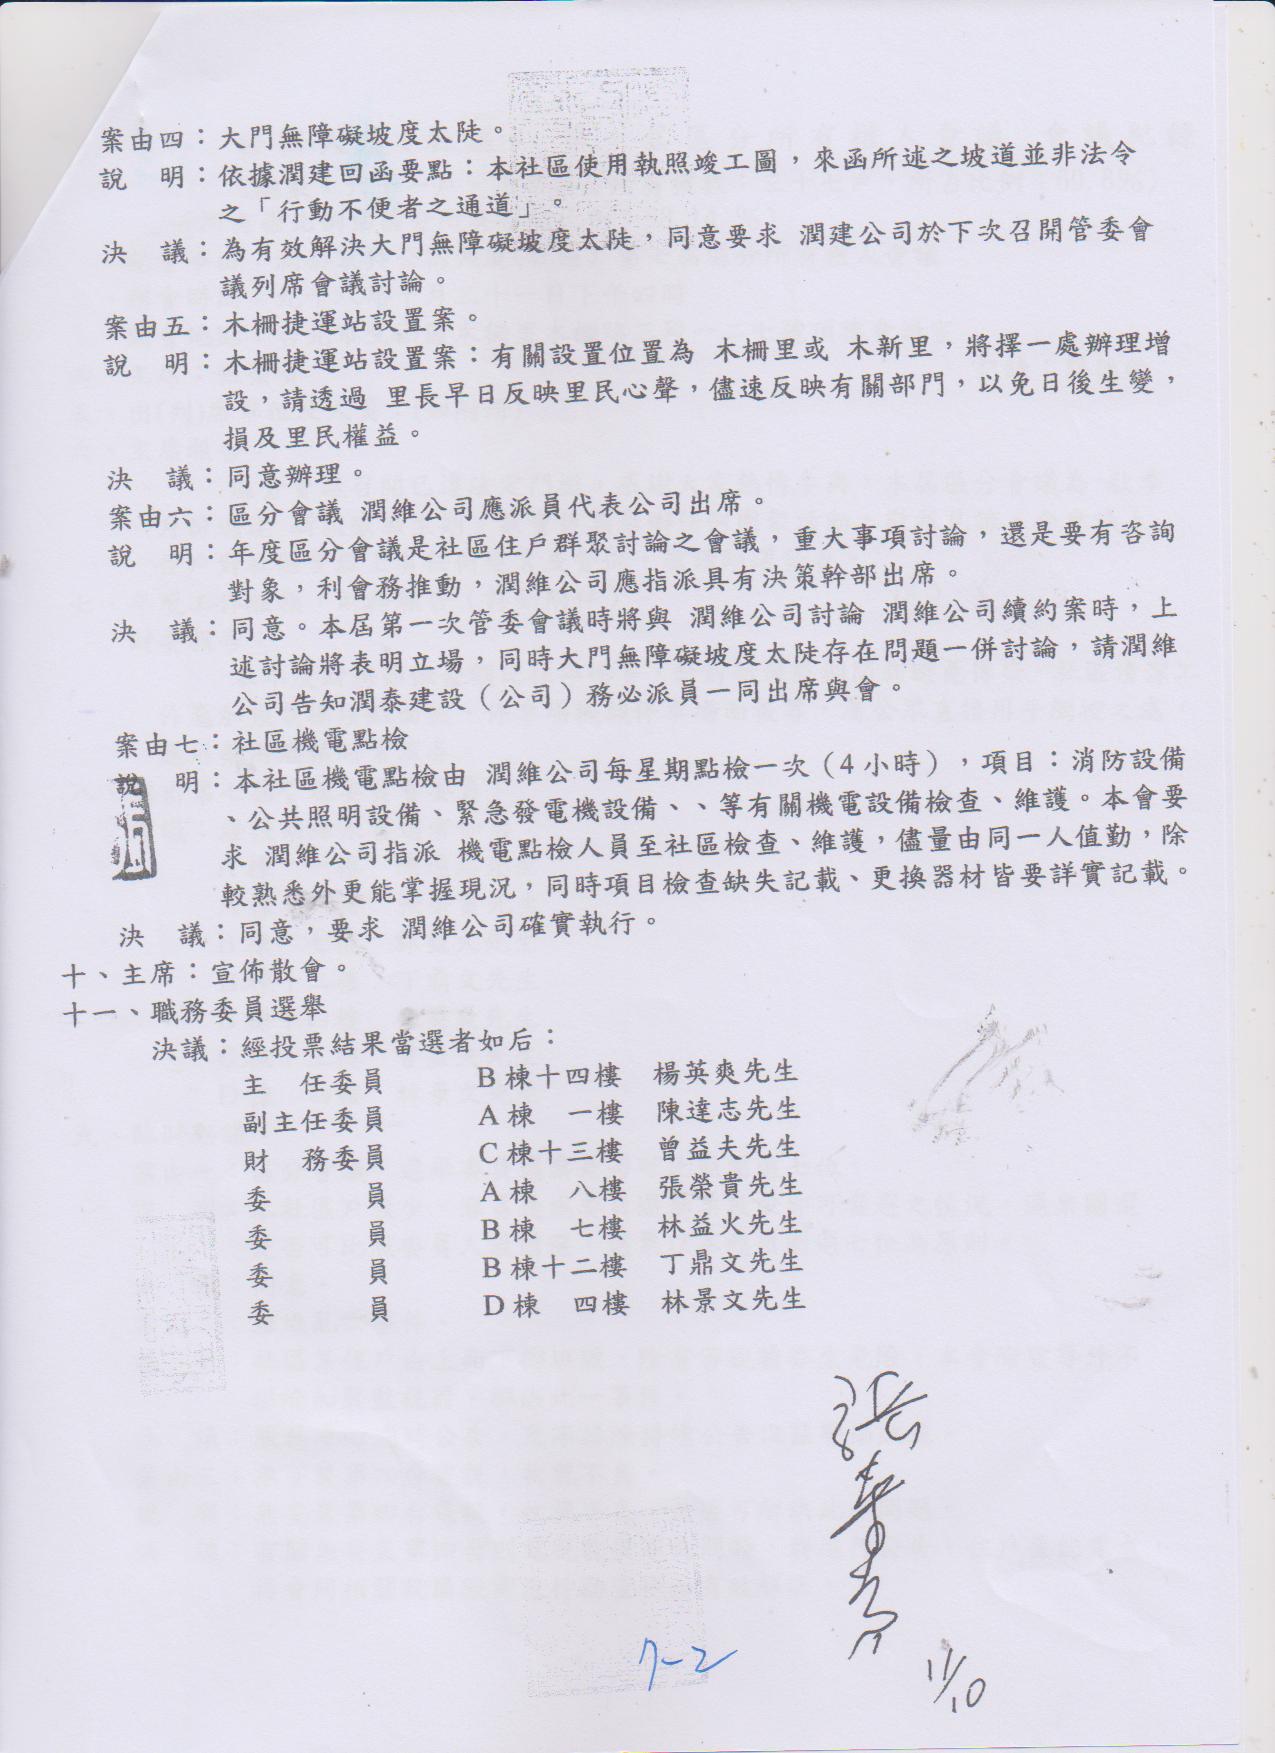 案由四：大門無障礙坡度太陡。
說　明：依據潤建回函要點：本社區使用執照竣工圖，來函所述之坡道並非法令
之「行動不便者之通道」。
決　議：為有效解決大門無障礙坡度太陡，同意要求 潤建公司於下次召開管委會
議列席會議討論。
案由五：木柵捷運站設置案。
說　明：木柵捷運站設置案：有關設置位置為 木柵里或 木新里，將擇一處辦理增
設，請透過 里長早日反映里民心聲，儘速反映有關部門，以免日後生變，
損及里民權益。
決　議：同意辦理。
案由六：區分會議 潤維公司應派員代表公司出席。
說　明：年度區分會議是社區住戶群聚討論之會議，重大事項討論，還是要有咨詢
對象，利會務推動，潤維公司應指派具有決策幹部出席。
決　議：同意。本屆第一次管委會議時將與 潤維公司討論 潤維公司續約案時，上
述討論將表明立場，同時大門無障礙坡度太陡存在問題一併討論，請潤維
公司告知潤泰建設（公司）務必派員一同出席與會。
案由七：社區機電點檢
說　明：本社區機電點檢由 潤維公司每星期點檢一次（4小時），項目：消防設備
、公共照明設備、緊急發電機設備、、等有關機電設備檢查、維護。本會要
求 潤維公司指派 機電點檢人員至社區檢查、維護，儘量由同一人值勤，除
較熟悉外更能掌握現況，同時項目檢查缺失記載、更換器材皆要詳實記載。
決　議：同意，要求 潤維公司確實執行。
十、主席：宣佈散會。
十一、職務委員選舉
決議：經投票結果當選者如后：
主　任委員　　　B棟十四樓　楊英爽先生
副主任委員　　　A棟　一樓　陳達志先生
財　務委員　　　C棟十三樓　曾益夫先生
委　　　員　　　A棟　八樓　張榮貴先生
委　　　員　　　B棟　七樓　林益火先生
委　　　員　　　B棟十二樓　丁鼎文先生
委　　　員　　　D棟　四樓　林景文先生
7-2
11/10